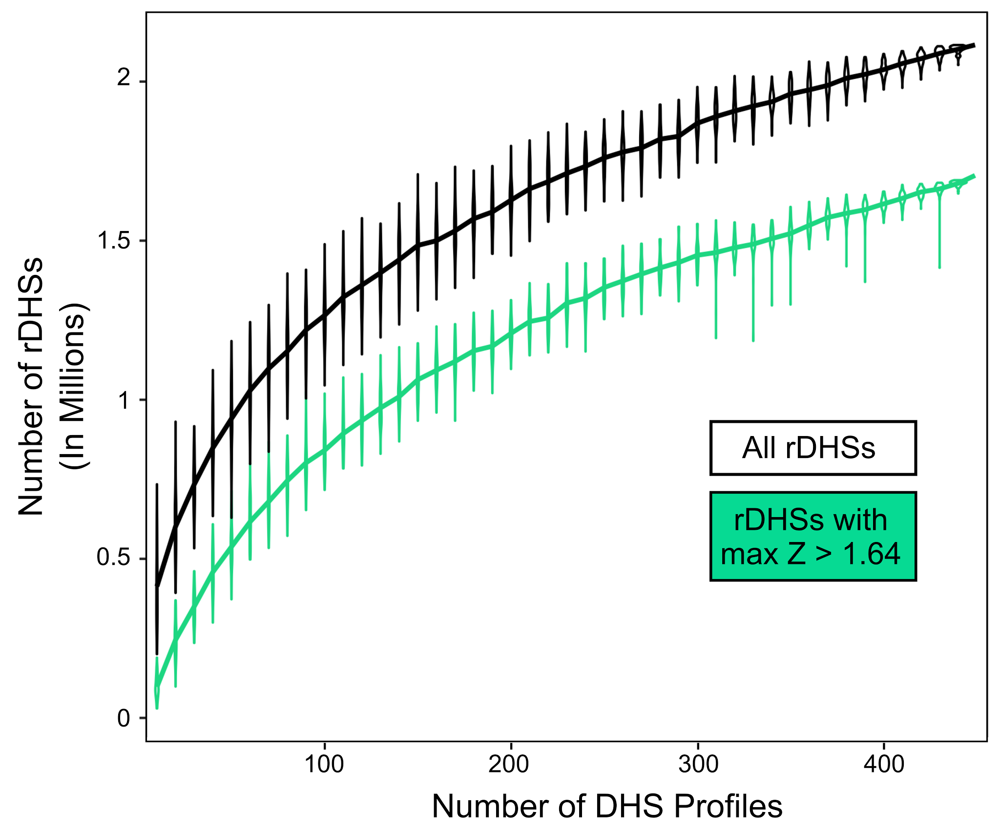 Number of rDHSs
(In Millions)
2
1.5
1
0.5
0
All rDHSs
rDHSs with
max Z > 1.64
100
200
300
400
Number of DHS Profiles